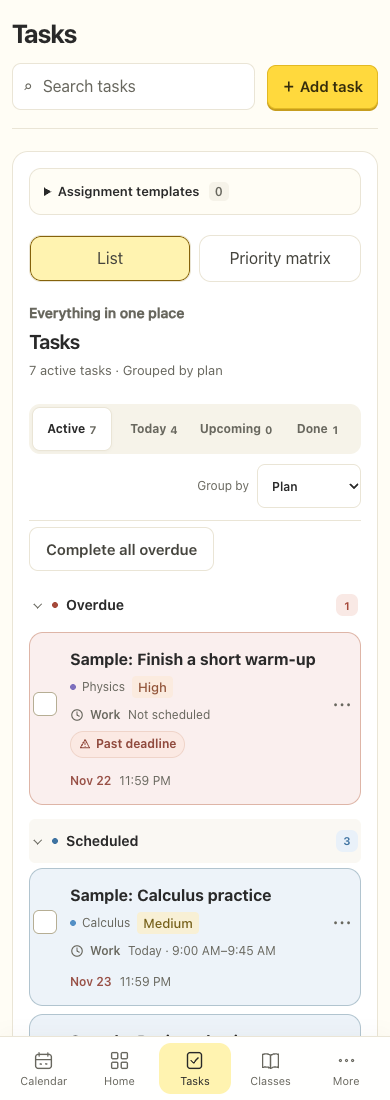 Tasks
Search tasks
+ Add task
Assignment templates 0
List
Priority matrix
Everything in one place
Tasks
7 active tasks · Grouped by plan
Active 7
Today 4
Upcoming 0
Done 1
Group by
Plan
Complete all overdue
Overdue
1
Sample: Finish a short warm-up
Physics
High
Work Not scheduled
Past deadline
Nov 22 11:59 PM
Scheduled
3
Sample: Calculus practice
Calculus
Medium
Work Today · 9:00 AM–9:45 AM
Nov 23 11:59 PM
Calendar
Home
Tasks
Classes
More